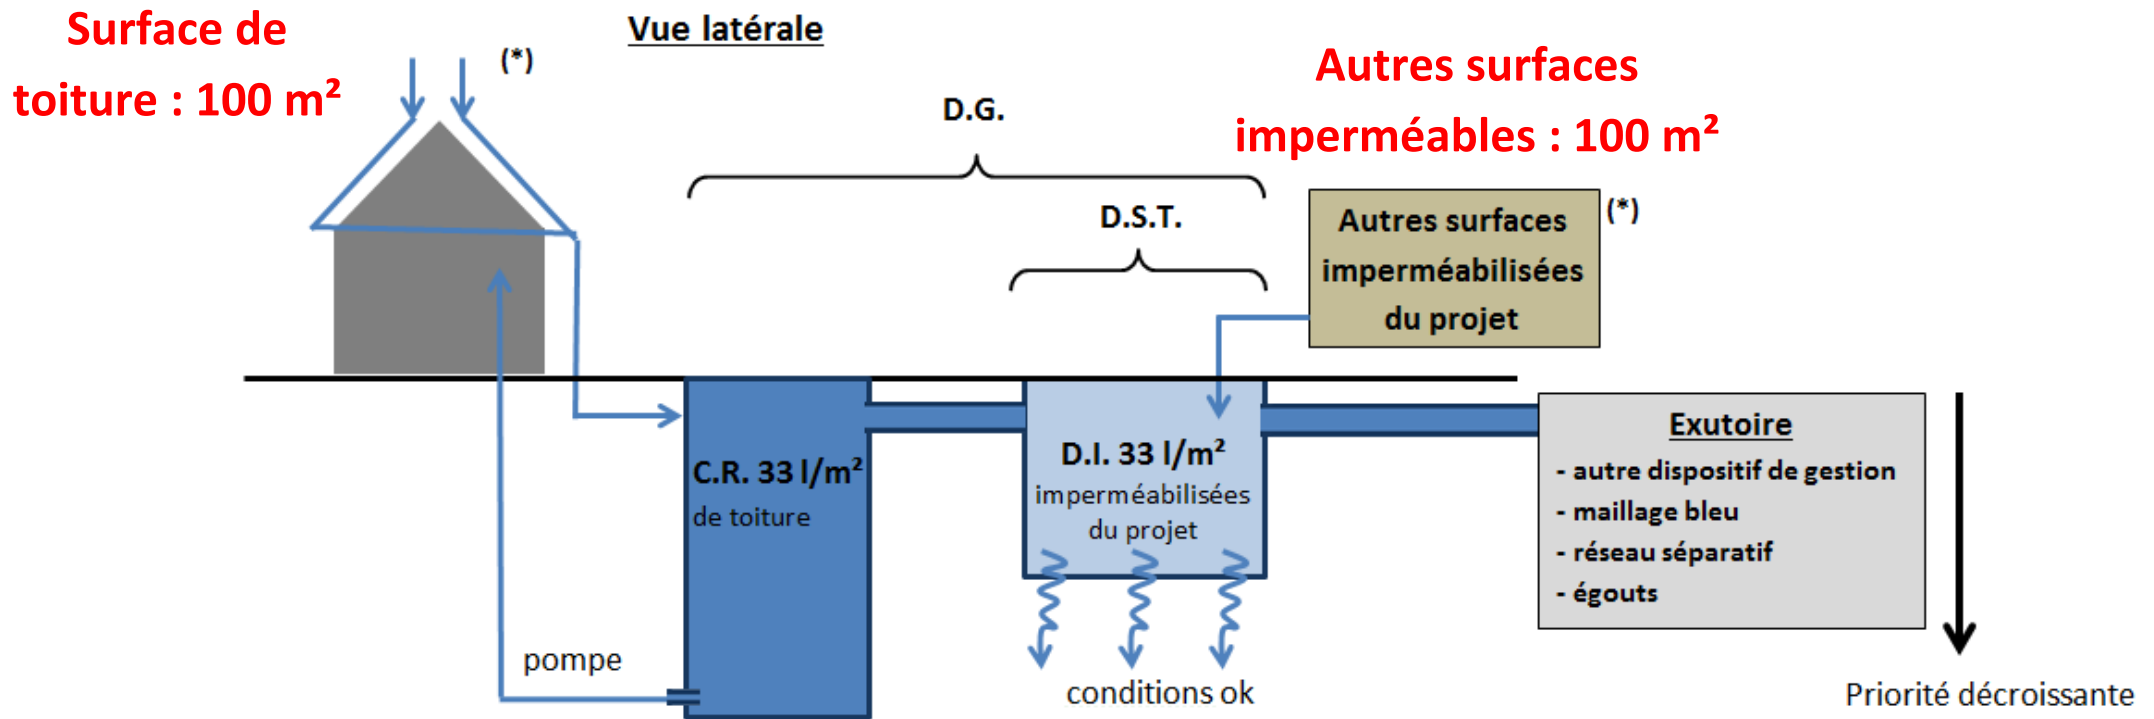 Surface de
toiture : 100 m²
(*)
Vue latérale
D.G.
D.S.T.
Autres surfaces
imperméables : 100 m²
Autres surfaces
imperméabilisées
du projet
(*)
C.R. 33 l/m²
de toiture
D.I. 33 l/m²
imperméabilisées
du projet
Exutoire
- autre dispositif de gestion
- maillage bleu
- réseau séparatif
- égouts
pompe
conditions ok
Priorité décroissante